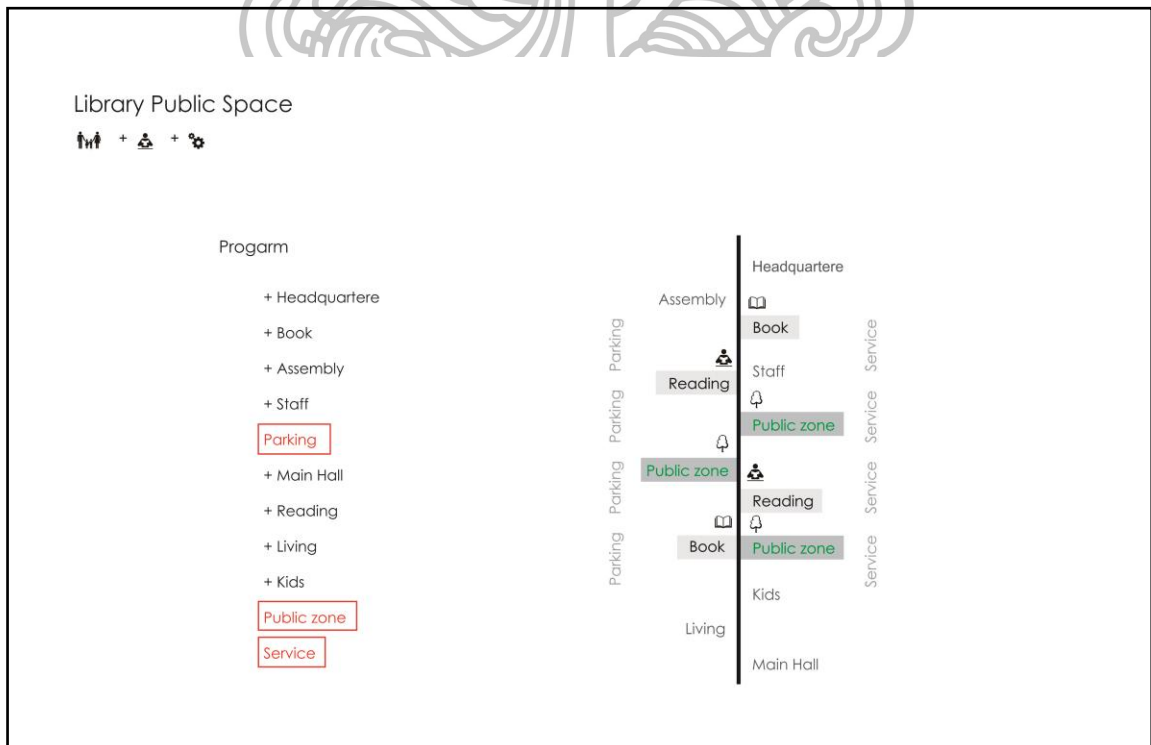 Library Public Space
+ +
Progarm
+ Headquartere
+ Book
+ Assembly
+ Staff
Parking
+ Main Hall
+ Reading
+ Living
+ Kids
Public zone
Service
Parking
Parking
Parking
Parking
Assembly
Reading
Public zone
Book
Living
Headquartere
Book
Staff
Public zone
Reading
Public zone
Kids
Main Hall
Service
Service
Service
Service